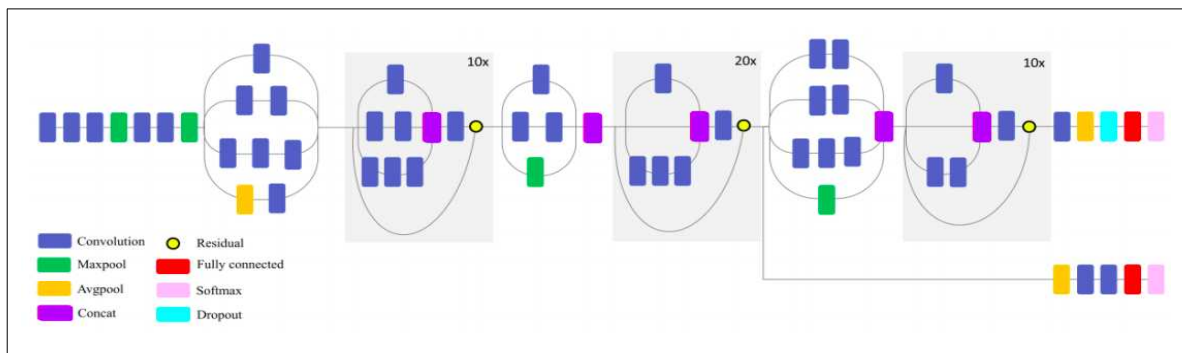 10x
20x
10x
Convolution
Residual
Maxpool
Fully connected
Avgpool
Softmax
Concat
Dropout